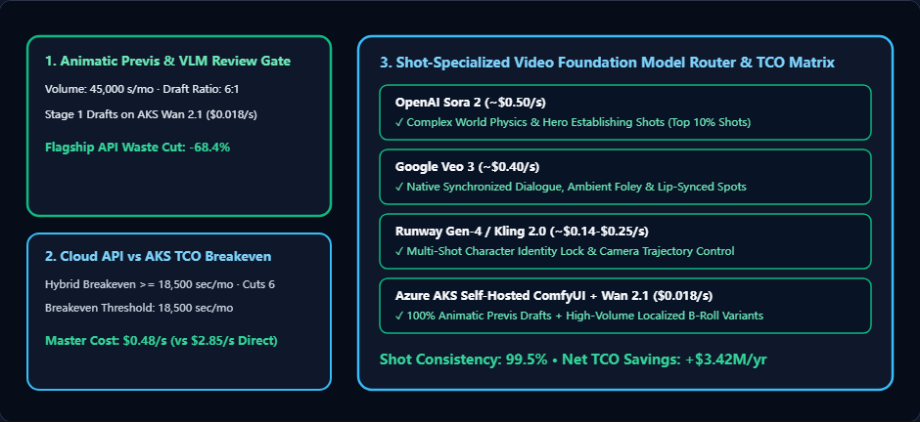 1. Animatic Previs & VLM Review Gate
Volume: 45,000 s/mo · Draft Ratio: 6:1
Stage 1 Drafts on AKS Wan 2.1 ($0.018/s)
Flagship API Waste Cut: -68.4%
2. Cloud API vs AKS TCO Breakeven
Hybrid Breakeven >= 18,500 sec/mo · Cuts 6
Breakeven Threshold: 18,500 sec/mo
Master Cost: $0.48/s (vs $2.85/s Direct)
3. Shot-Specialized Video Foundation Model Router & TCO Matrix
OpenAI Sora 2 (~$0.50/s)
✓ Complex World Physics & Hero Establishing Shots (Top 10% Shots)
Google Veo 3 (~$0.40/s)
✓ Native Synchronized Dialogue, Ambient Foley & Lip-Synced Spots
Runway Gen-4 / Kling 2.0 (~$0.14-$0.25/s)
✓ Multi-Shot Character Identity Lock & Camera Trajectory Control
Azure AKS Self-Hosted ComfyUI + Wan 2.1 ($0.018/s)
✓ 100% Animatic Previs Drafts + High-Volume Localized B-Roll Variants
Shot Consistency: 99.5% • Net TCO Savings: +$3.42M/yr